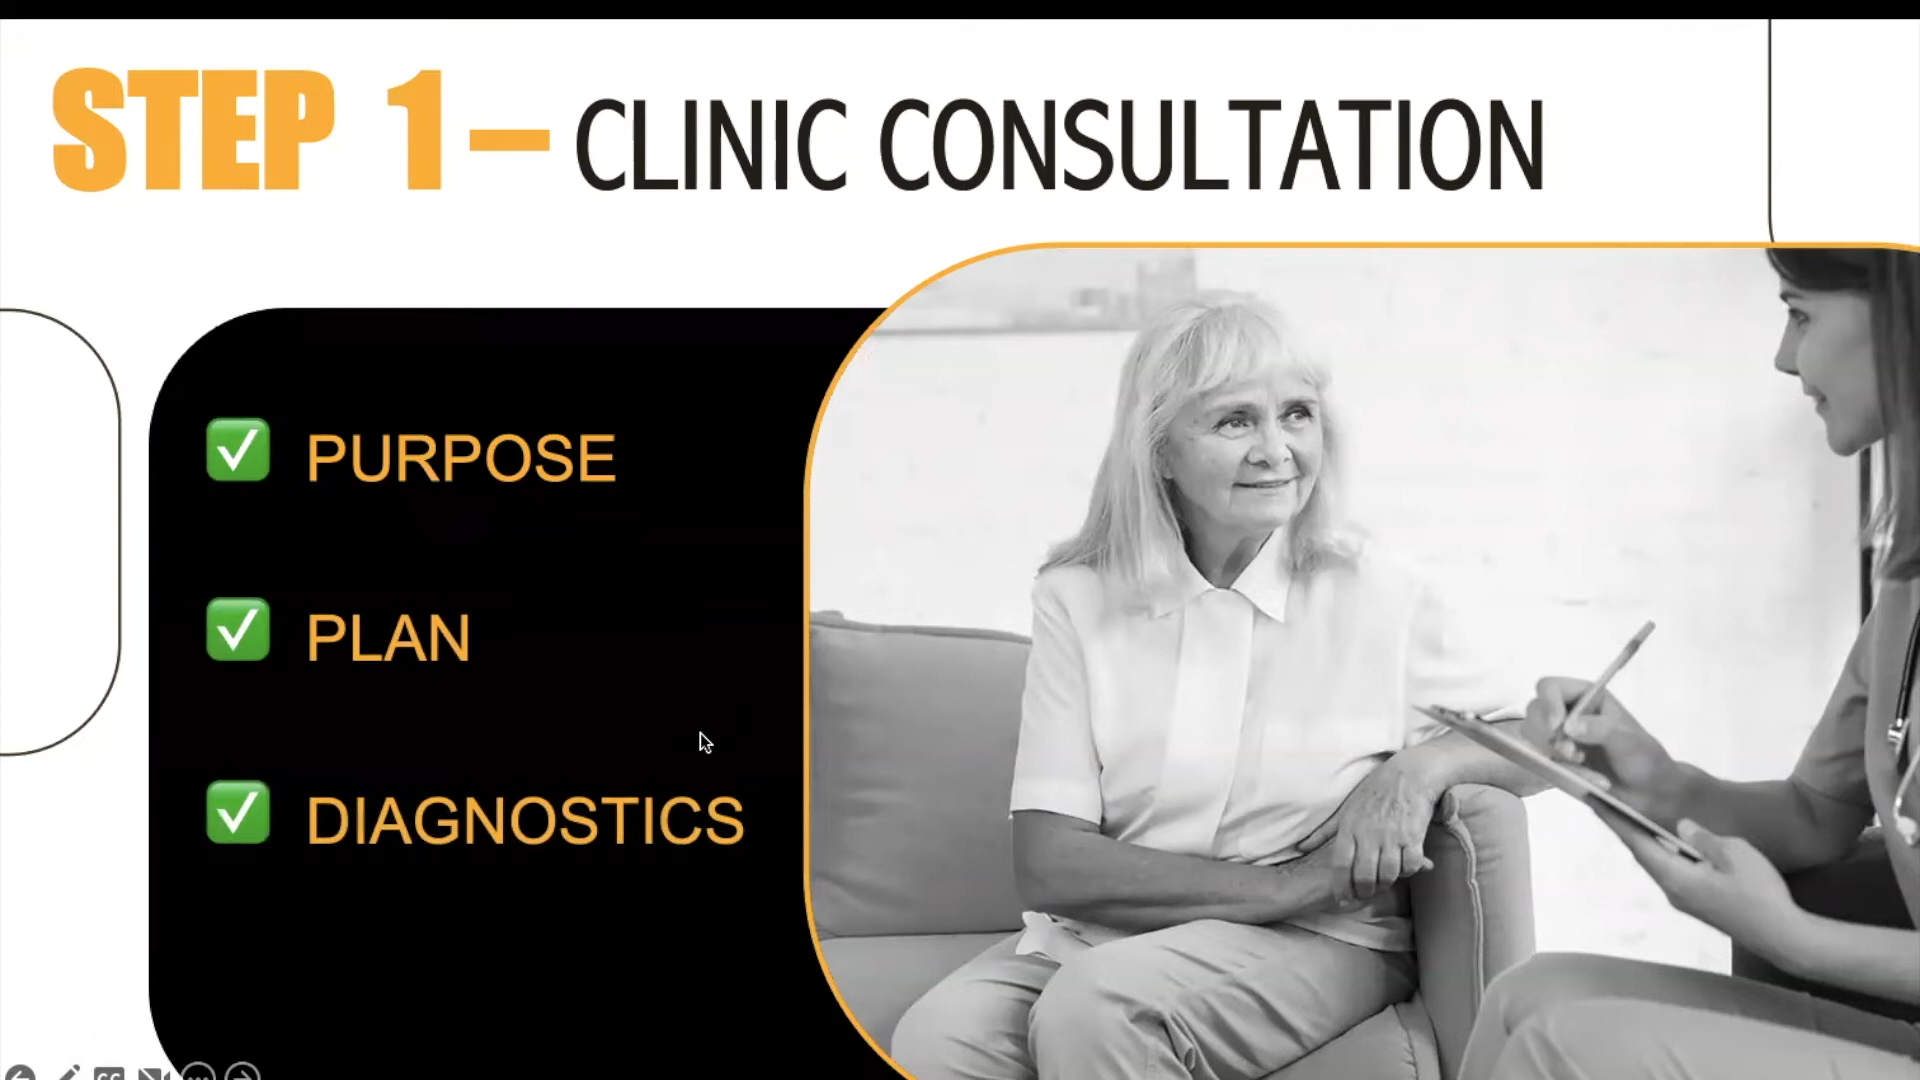 STEP 1 – CLINIC CONSULTATION
PURPOSE
PLAN
DIAGNOSTICS